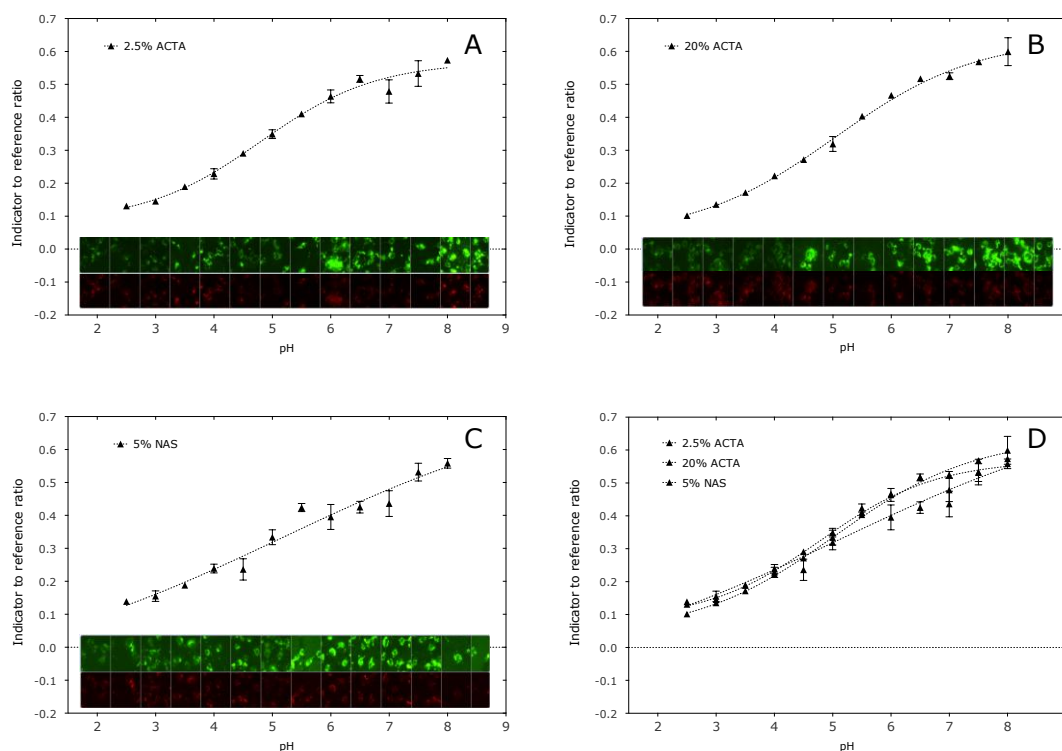 A
2.5% ACTA
Indicator to reference ratio
0.7
0.6
0.5
0.4
0.3
0.2
0.1
0.0
-0.1
-0.2
2 3 4 5 6 7 8 9
pH
B
20% ACTA
Indicator to reference ratio
0.7
0.6
0.5
0.4
0.3
0.2
0.1
0.0
-0.1
-0.2
2 3 4 5 6 7 8
pH
C
5% NAS
Indicator to reference ratio
0.7
0.6
0.5
0.4
0.3
0.2
0.1
0.0
-0.1
-0.2
2 3 4 5 6 7 8 9
pH
D
2.5% ACTA
20% ACTA
5% NAS
Indicator to reference ratio
0.7
0.6
0.5
0.4
0.3
0.2
0.1
0.0
-0.1
-0.2
2 3 4 5 6 7 8
pH